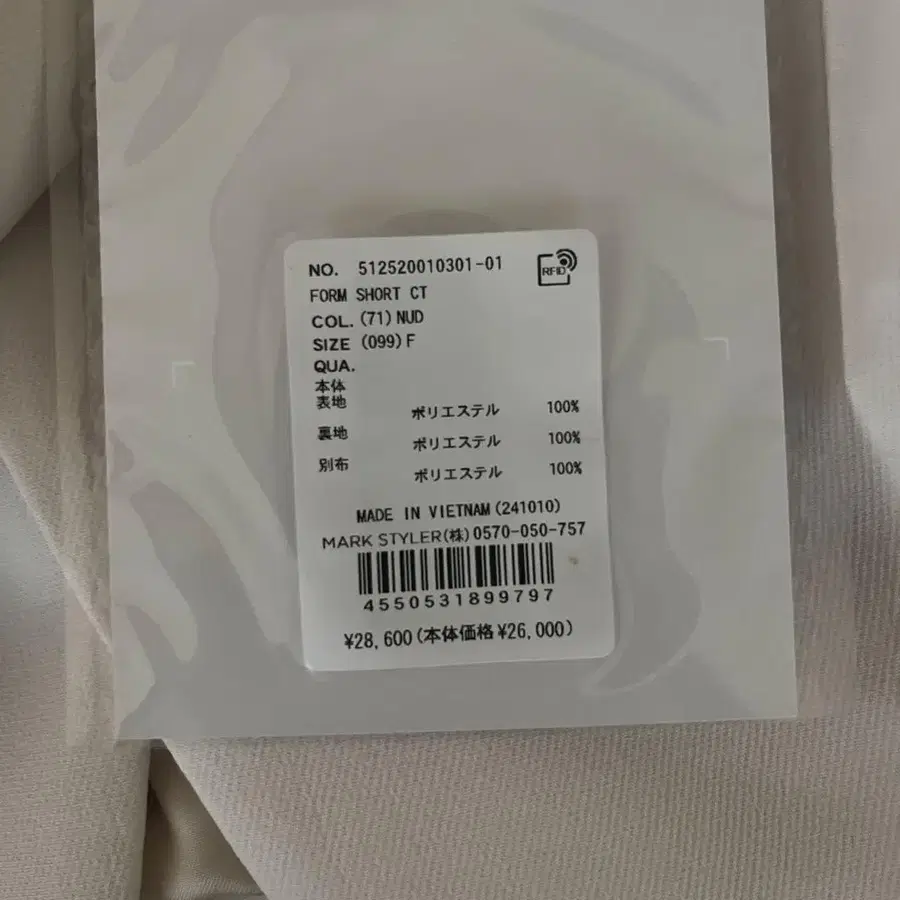 NO. 512520010301-01
RFID
FORM SHORT CT
COL. (71) NUD
SIZE (099) F
QUA.
本体
表地 ポリエステル 100%
裏地 ポリエステル 100%
別布 ポリエステル 100%
MADE IN VIETNAM (241010)
MARK STYLER(株) 0570-050-757
4550531899797
¥28,600(本体価格¥26,000)